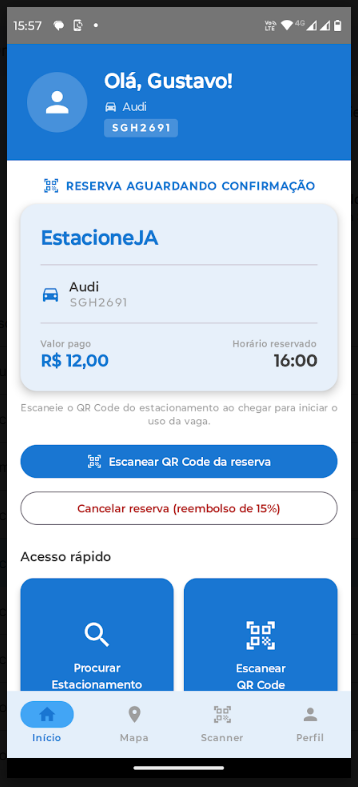 15:57
Vo)) LTE 4G
Olá, Gustavo!
Audi
SGH2691
RESERVA AGUARDANDO CONFIRMAÇÃO
EstacioneJA
Audi
SGH2691
Valor pago Horário reservado
R$ 12,00 16:00
Escaneie o QR Code do estacionamento ao chegar para iniciar o
uso da vaga.
Escanear QR Code da reserva
Cancelar reserva (reembolso de 15%)
Acesso rápido
Procurar
Estacionamento
Escanear
QR Code
Início Mapa Scanner Perfil